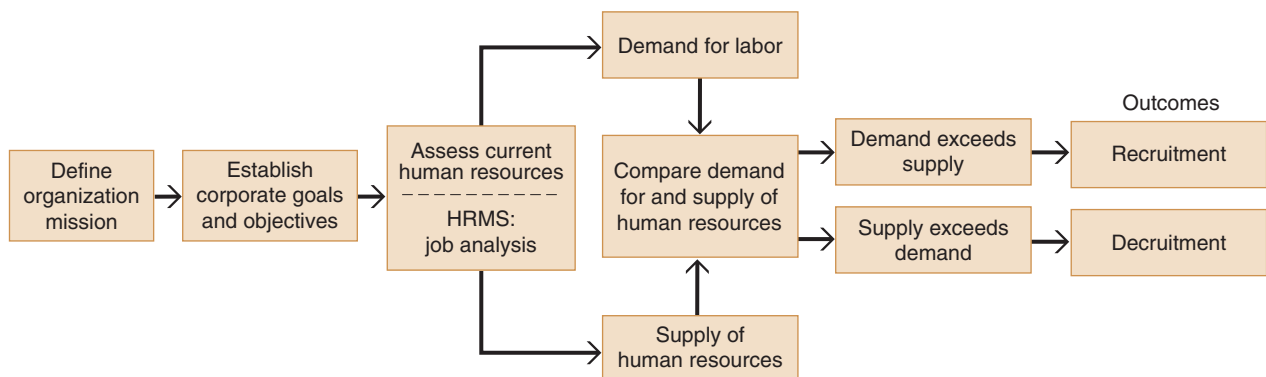 Define
organization
mission
Establish
corporate goals
and objectives
Assess current
human resources
HRMS:
job analysis
Demand for labor
Compare demand
for and supply of
human resources
Supply of
human resources
Demand exceeds
supply
Supply exceeds
demand
Outcomes
Recruitment
Decruitment